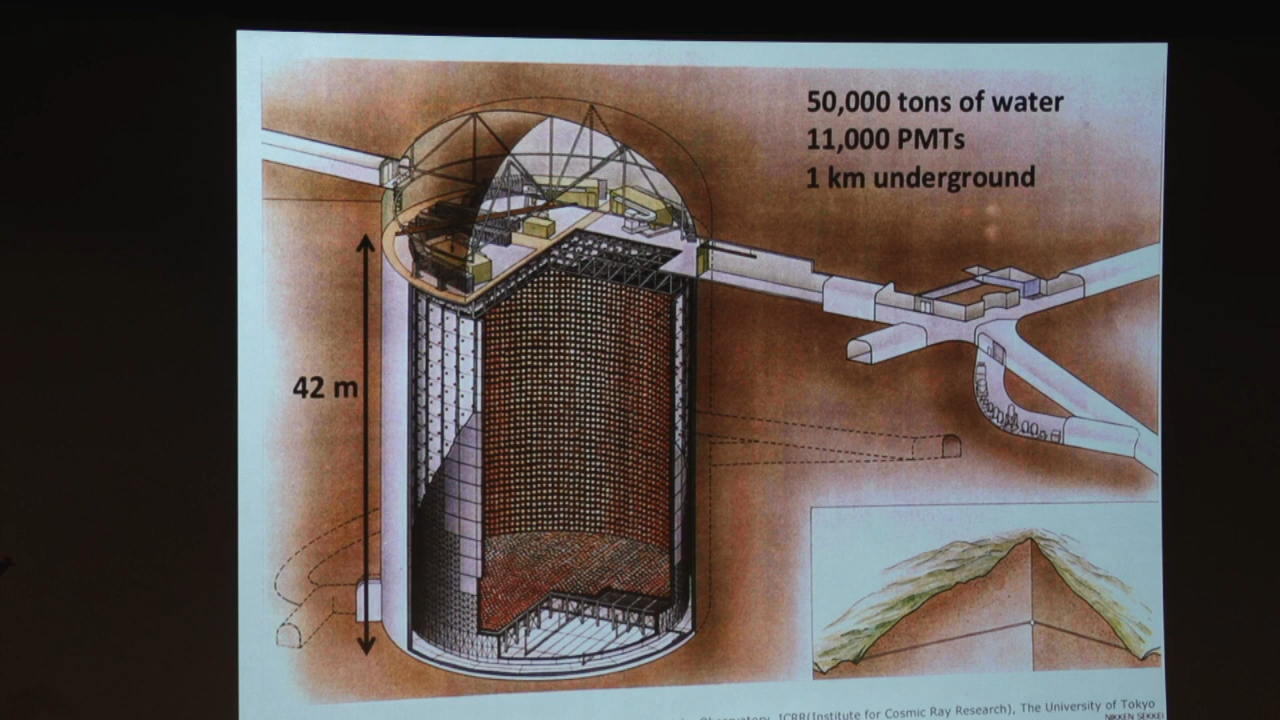 50,000 tons of water
11,000 PMTs
1 km underground
42 m
Observatory, ICRR(Institute for Cosmic Ray Research), The University of Tokyo
NIKKEN SEKKEI